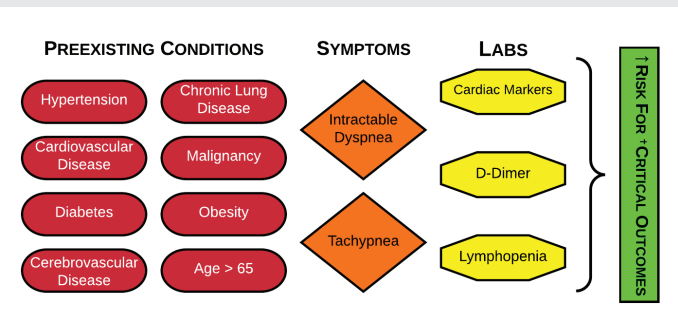 PREEXISTING CONDITIONS
SYMPTOMS
LABS
Hypertension
Chronic Lung
Disease
Cardiovascular
Disease
Malignancy
Diabetes
Obesity
Cerebrovascular
Disease
Age > 65
Intractable
Dyspnea
Tachypnea
Cardiac Markers
D-Dimer
Lymphopenia
↑RISK FOR †CRITICAL OUTCOMES